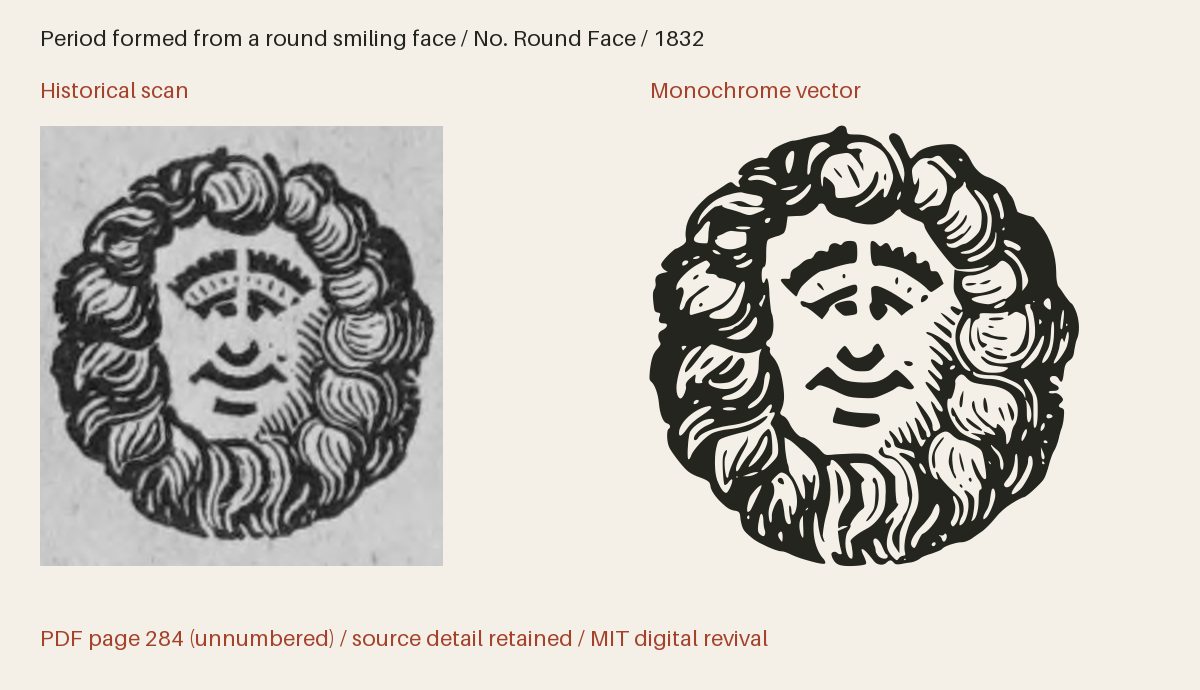 Period formed from a round smiling face / No. Round Face / 1832
Historical scan
Monochrome vector
PDF page 284 (unnumbered) / source detail retained / MIT digital revival